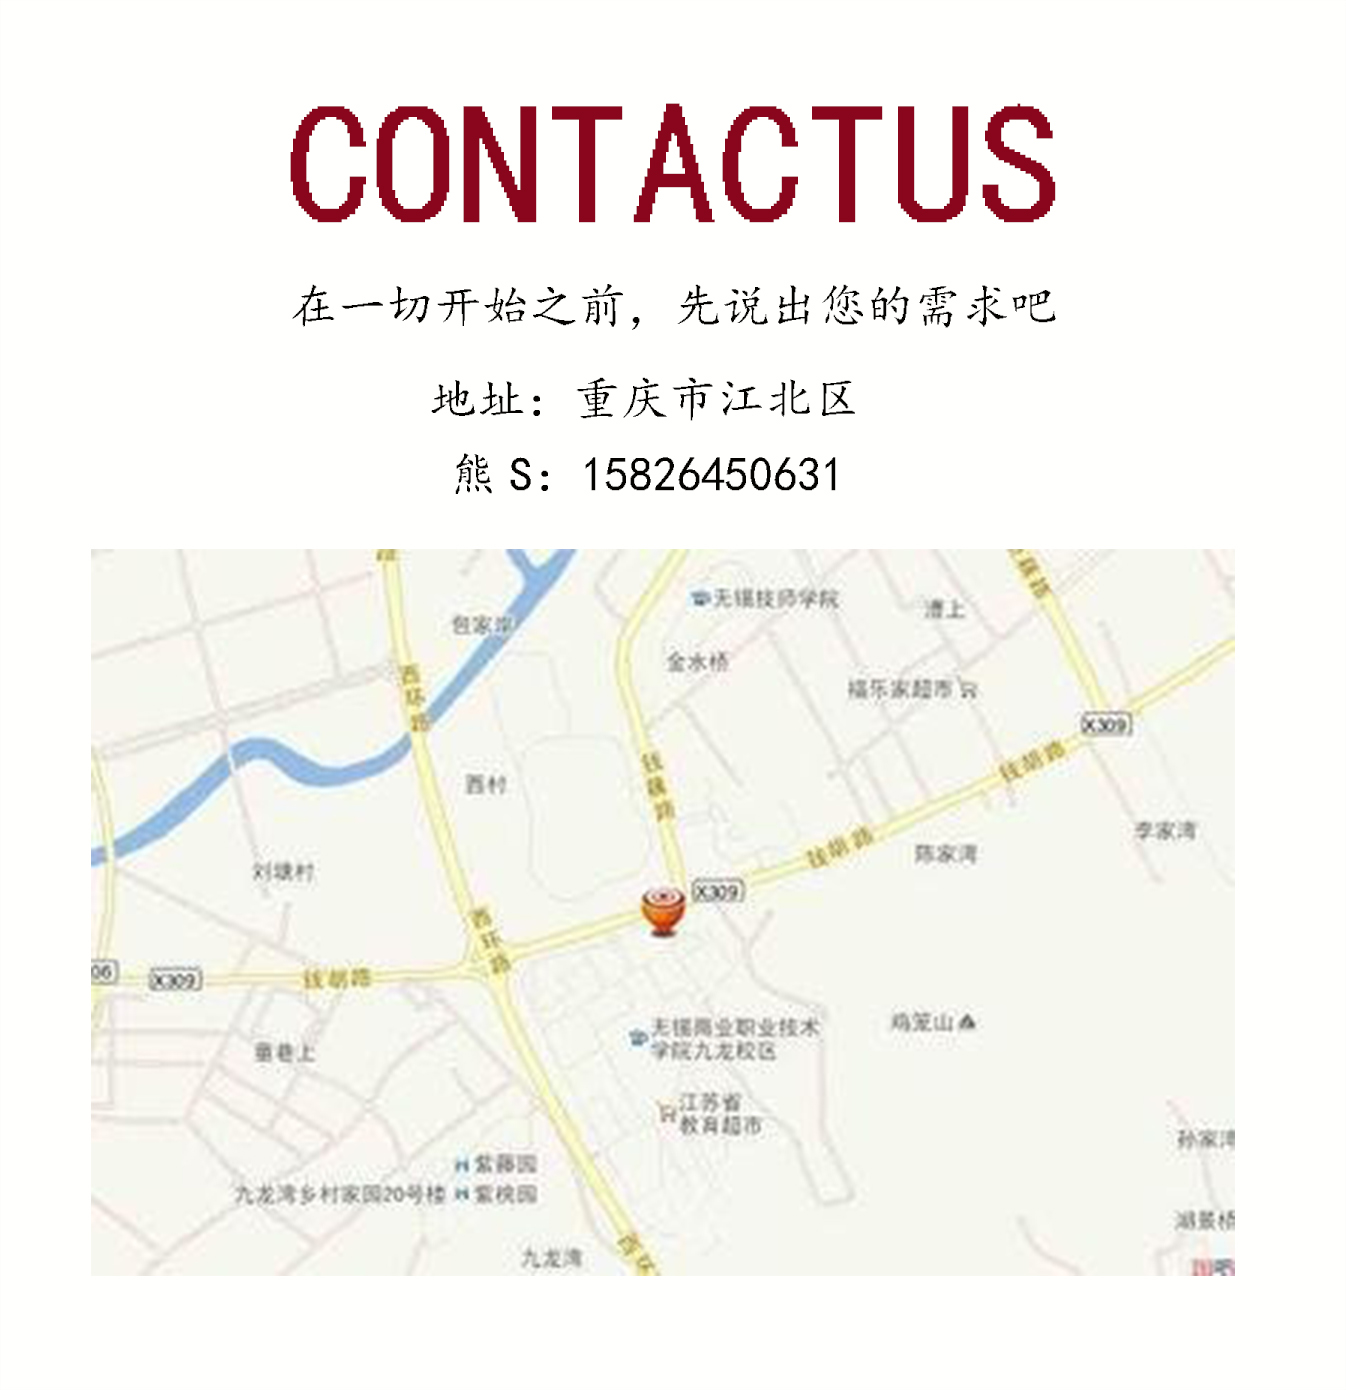 CONTACTUS
在一切开始之前，先说出您的需求吧
地址：重庆市江北区
熊 S：15826450631
无锡技师学院
漕上
包家岸
金水桥
西环路
福乐家超市
X309
钱胡路
西村
钱藕路
李家湾
刘塘村
陈家湾
钱胡路
X309
西环路
06
X309
钱胡路
鸡笼山
无锡商业职业技术
学院九龙校区
董巷上
江苏省
教育超市
孙家湾
紫藤园
九龙湾乡村家园20号楼
紫桃园
湖景桥
九龙湾
西环
吧